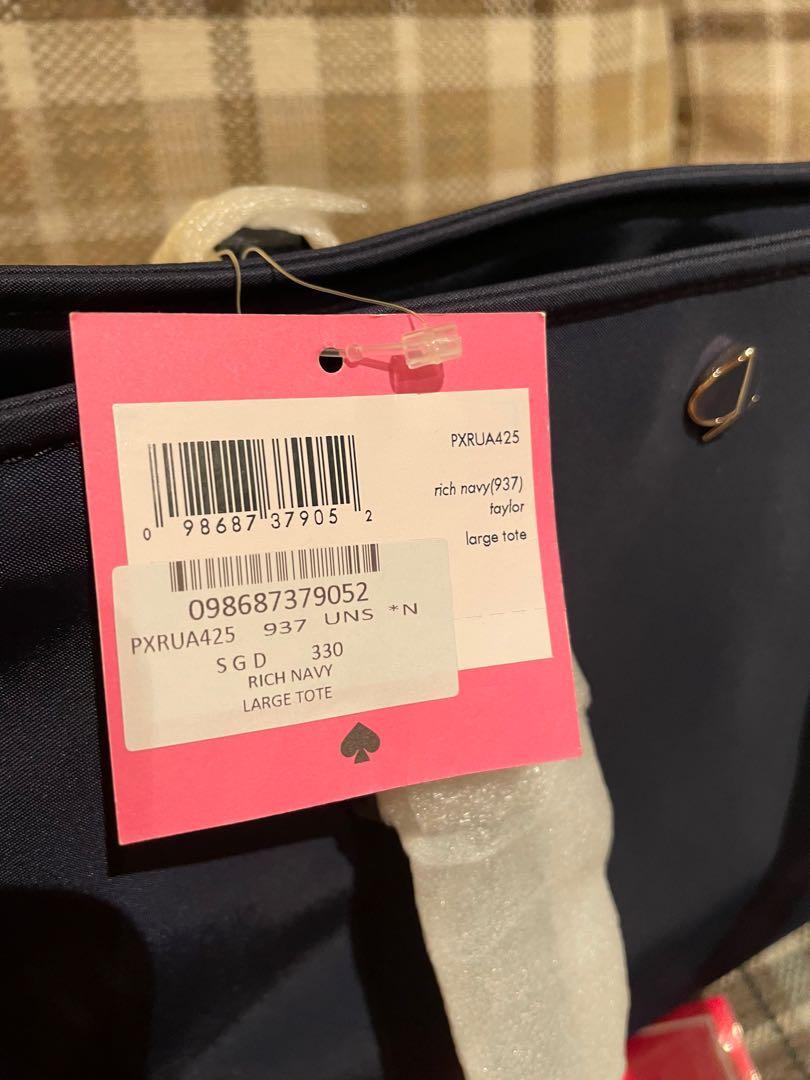 PXRUA425
rich navy(937)
taylor
large tote
0 98687 37905 2
098687379052
PXRUA425 937 UNS *N
SGD 330
RICH NAVY
LARGE TOTE